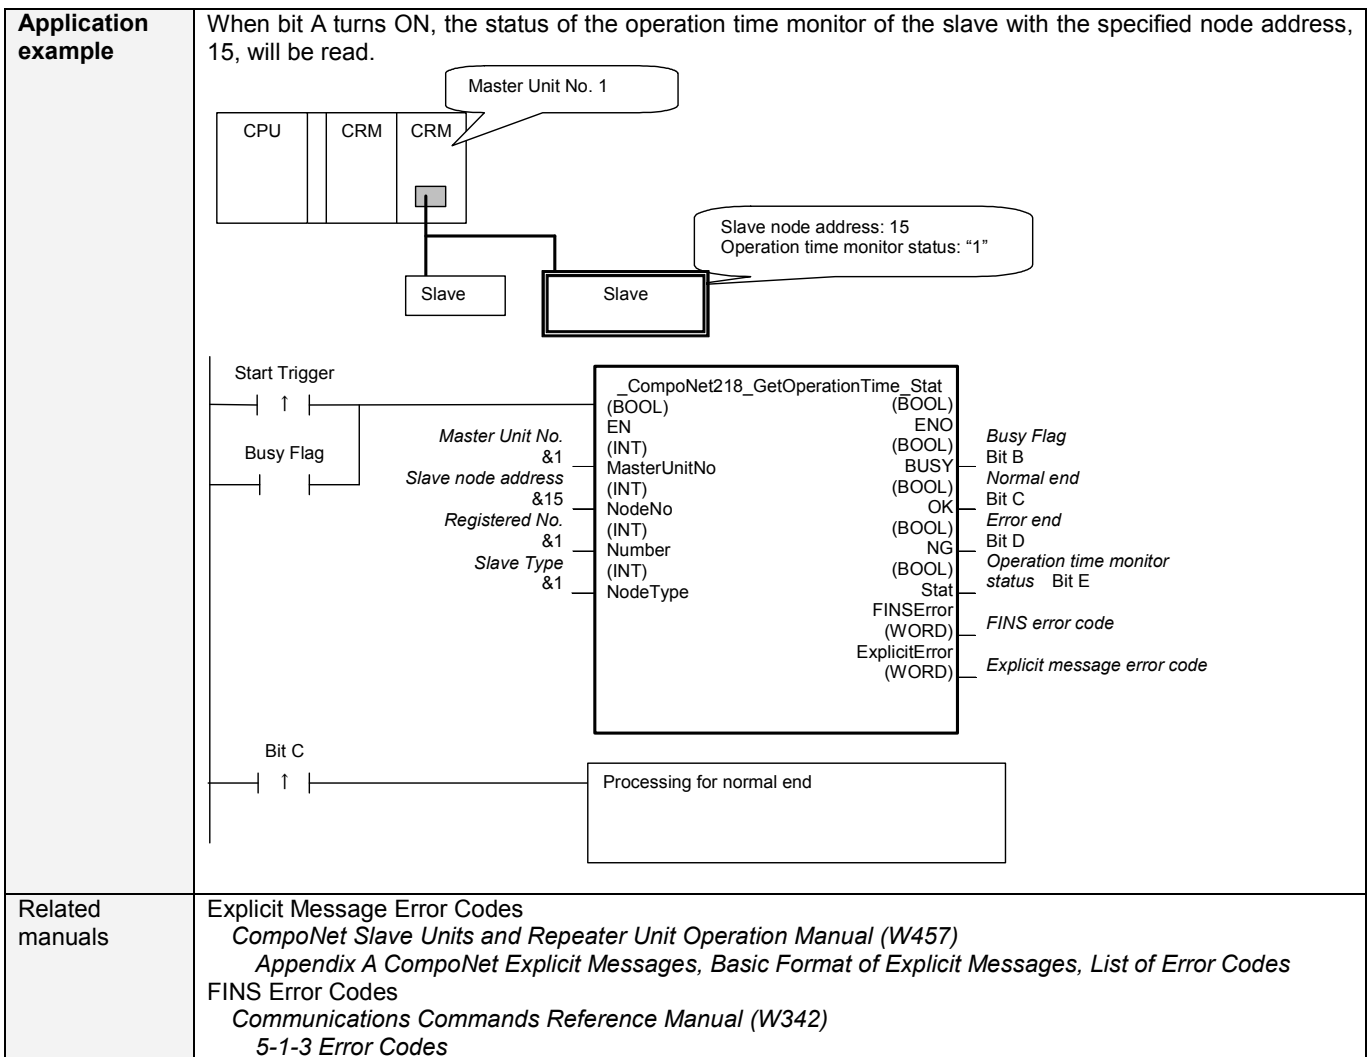 Application example
When bit A turns ON, the status of the operation time monitor of the slave with the specified node address,
15, will be read.
Master Unit No. 1
CPU
CRM
CRM
Slave node address: 15
Operation time monitor status: “1”
Slave
Slave
Start Trigger
↑
Busy Flag
_CompoNet218_GetOperationTime_Stat
(BOOL)
EN
(INT)
MasterUnitNo
(INT)
NodeNo
(INT)
Number
(INT)
NodeType
(BOOL)
ENO
(BOOL)
BUSY
(BOOL)
OK
(BOOL)
NG
(BOOL)
Stat
FINSError
(WORD)
ExplicitError
(WORD)
Master Unit No.
&1
Slave node address
&15
Registered No.
&1
Slave Type
&1
Busy Flag
Bit B
Normal end
Bit C
Error end
Bit D
Operation time monitor
status Bit E
FINS error code
Explicit message error code
Bit C
↑
Processing for normal end
Related
manuals
Explicit Message Error Codes
CompoNet Slave Units and Repeater Unit Operation Manual (W457)
Appendix A CompoNet Explicit Messages, Basic Format of Explicit Messages, List of Error Codes
FINS Error Codes
Communications Commands Reference Manual (W342)
5-1-3 Error Codes